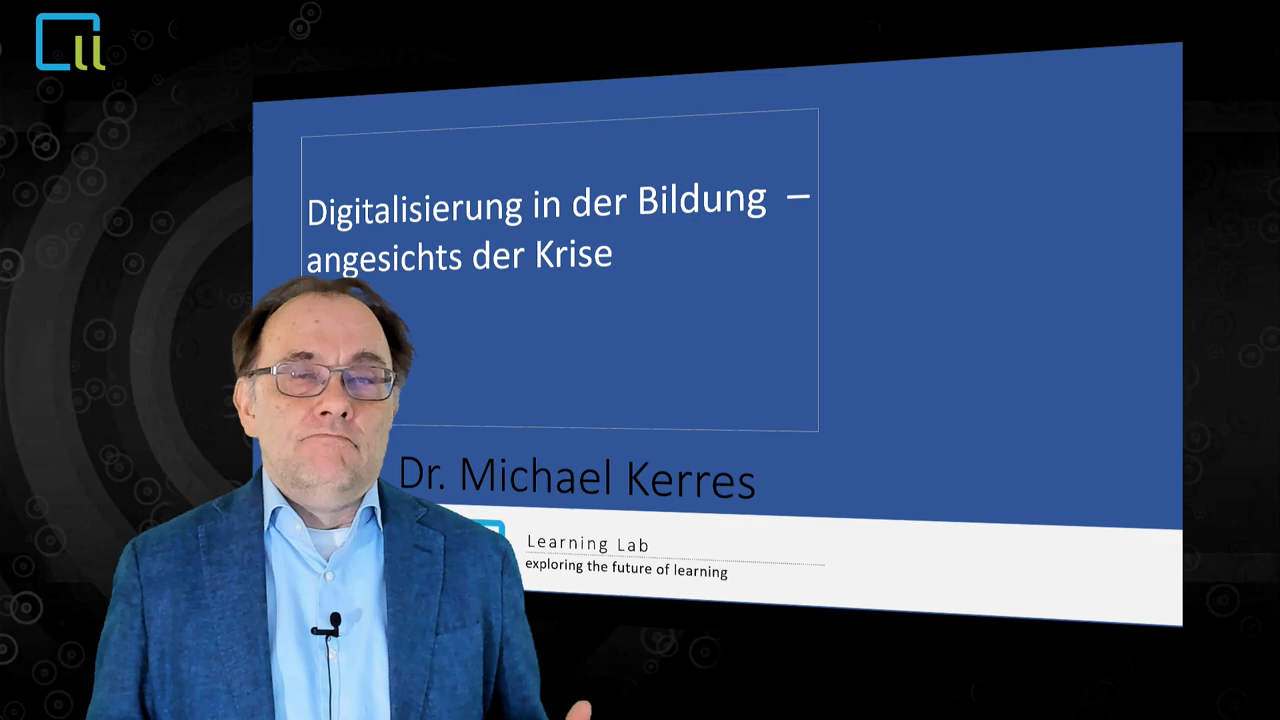 Digitalisierung in der Bildung –
angesichts der Krise
Dr. Michael Kerres
Learning Lab
exploring the future of learning